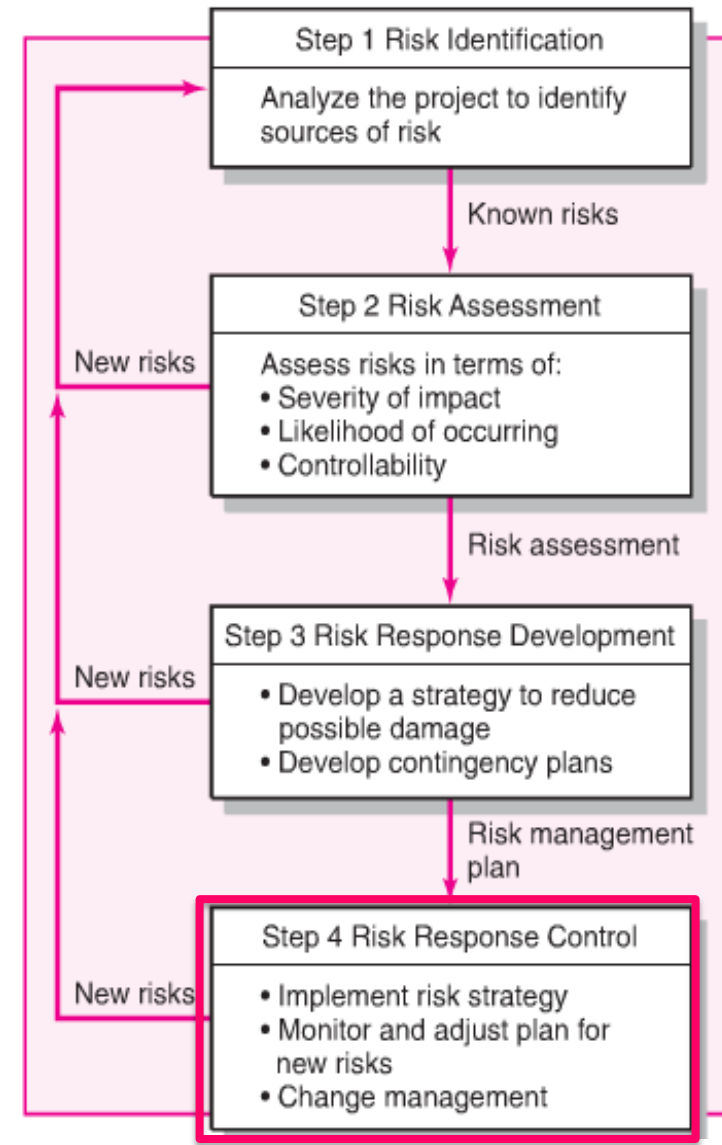 Step 1 Risk Identification
Analyze the project to identify
sources of risk
Known risks
Step 2 Risk Assessment
New risks
Assess risks in terms of:
• Severity of impact
• Likelihood of occurring
• Controllability
Risk assessment
Step 3 Risk Response Development
New risks
• Develop a strategy to reduce
possible damage
• Develop contingency plans
Risk management
plan
Step 4 Risk Response Control
New risks
• Implement risk strategy
• Monitor and adjust plan for
new risks
• Change management